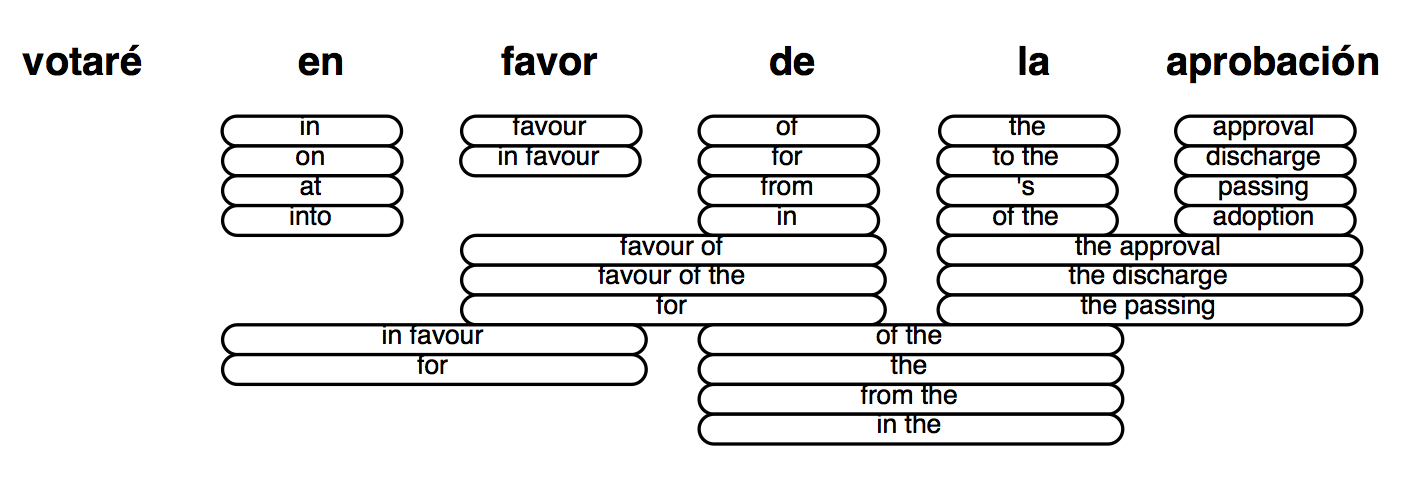 votaré en favor de la aprobación
in favour of the approval
on in favour for to the discharge
at from 's passing
into in of the adoption
favour of the approval
favour of the the discharge
for the passing
in favour of the
for the
from the
in the